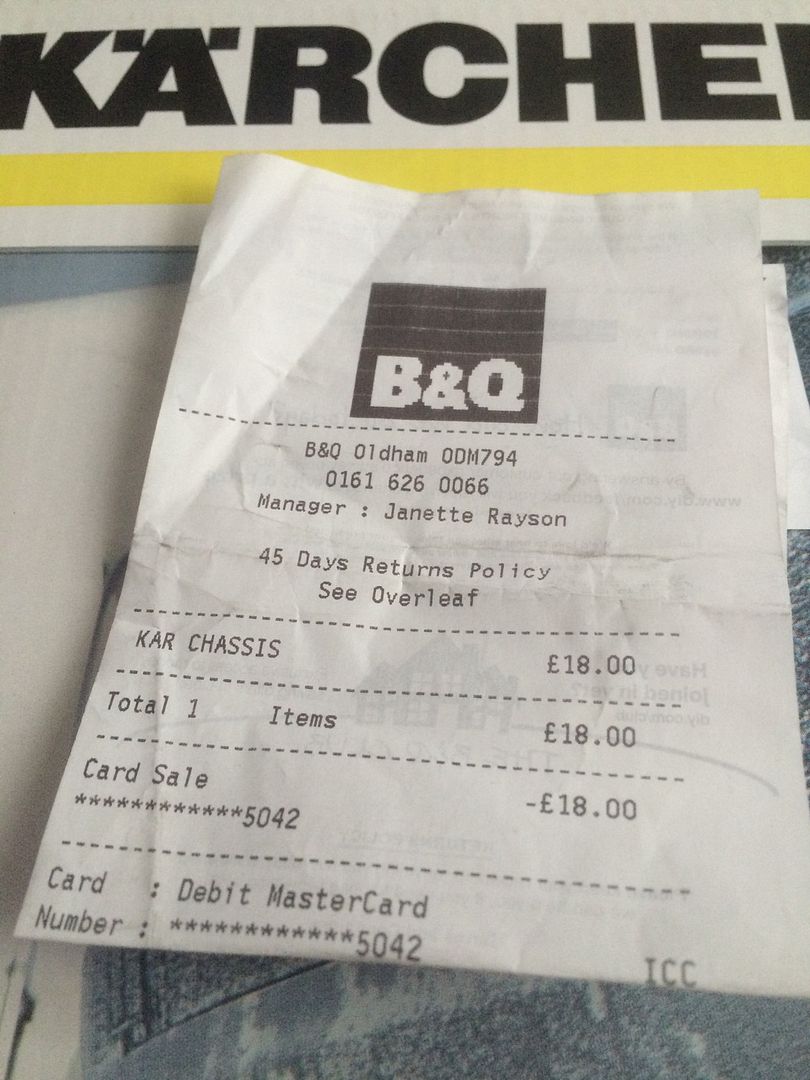 KÄRCHE
B&Q
B&Q Oldham ODM794
0161 626 0066
Manager : Janette Rayson
45 Days Returns Policy
See Overleaf
KAR CHASSIS £18.00
Total 1 Items £18.00
Card Sale -£18.00
************5042
Card : Debit MasterCard
Number : ************5042
ICC